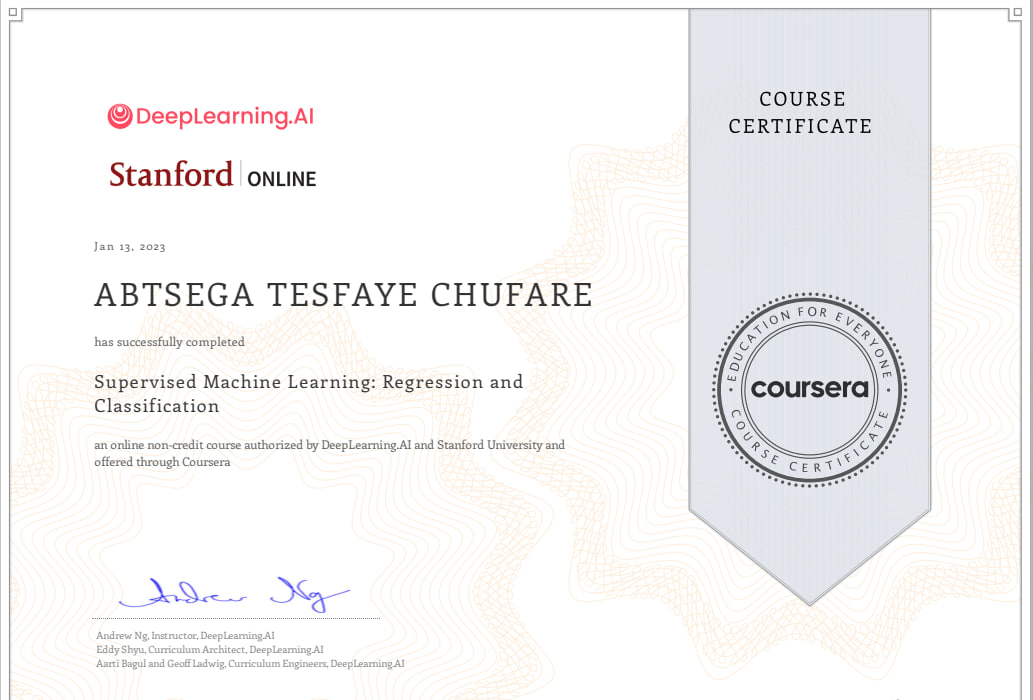 DeepLearning.AI
Stanford ONLINE
COURSE
CERTIFICATE
Jan 13, 2023
ABTSEGA TESFAYE CHUFARE
has successfully completed
Supervised Machine Learning: Regression and
Classification
an online non-credit course authorized by DeepLearning.AI and Stanford University and
offered through Coursera
EDUCATION FOR EVERYONE
coursera
COURSE CERTIFICATE
Andrew Ng
Andrew Ng, Instructor, DeepLearning.AI
Eddy Shyu, Curriculum Architect, DeepLearning.AI
Aarti Bagul and Geoff Ladwig, Curriculum Engineers, DeepLearning.AI